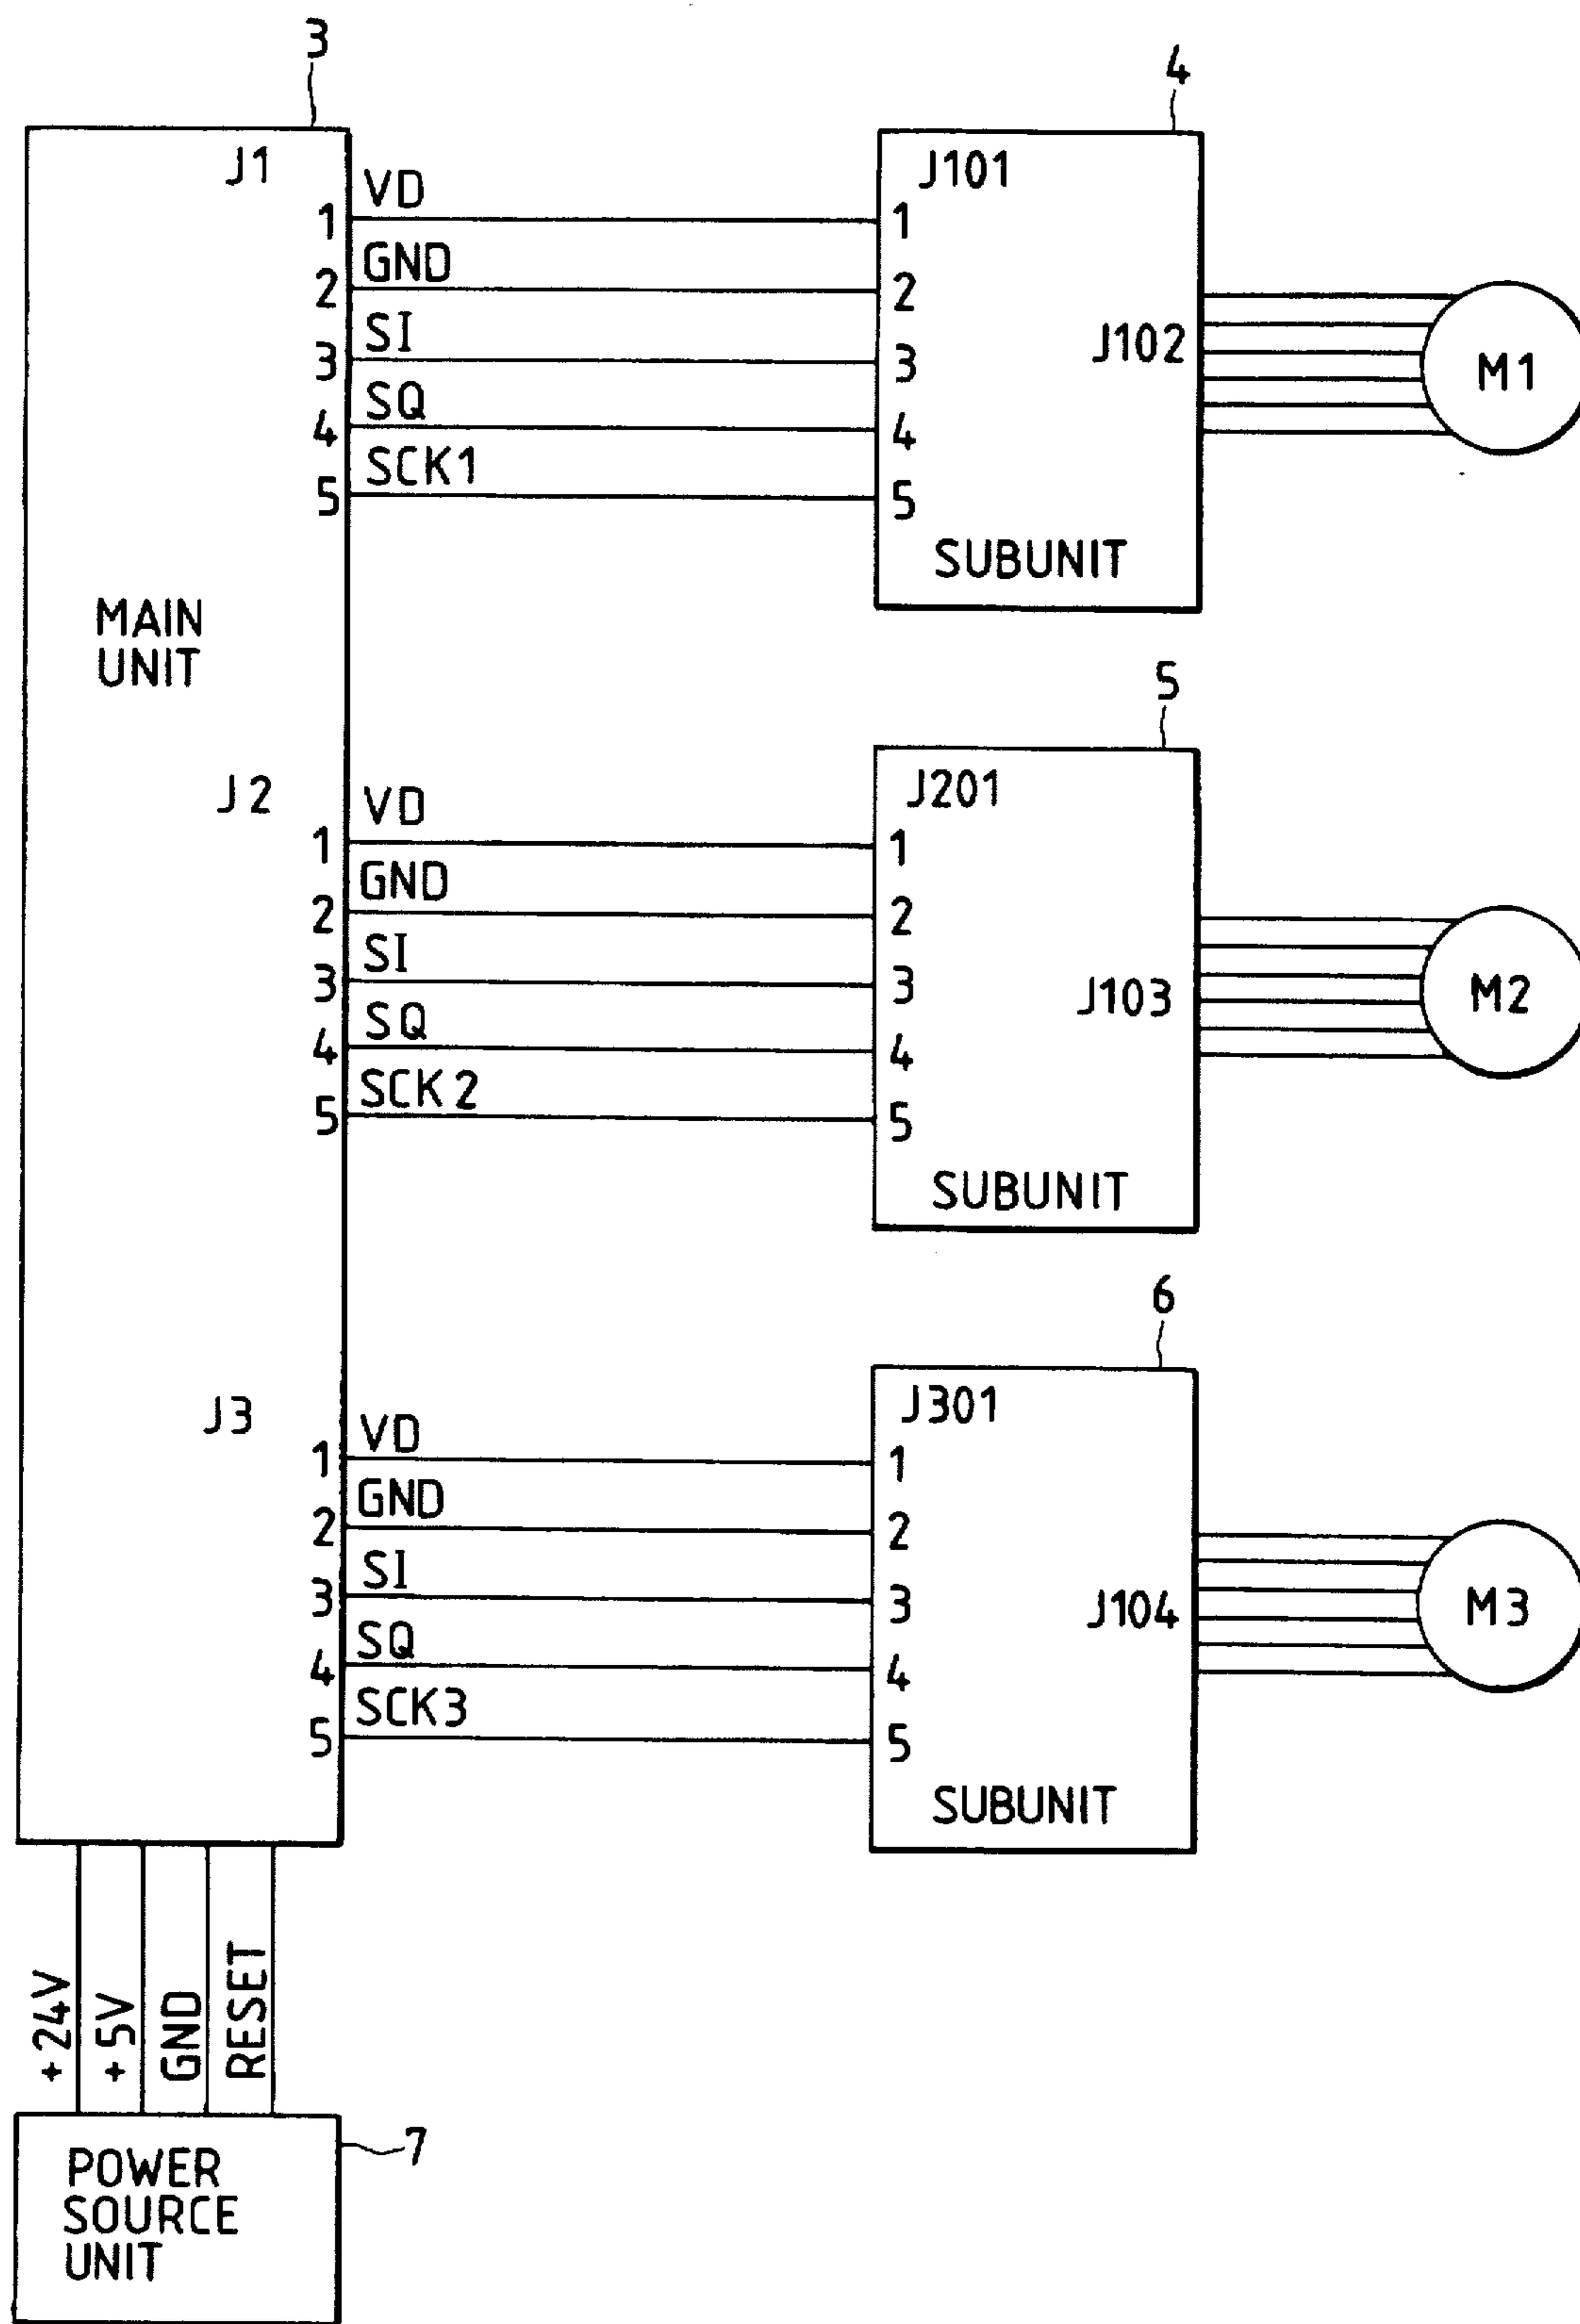 3
4
J1
J101
1 VD 1
2 GND 2
3 SI 3
4 SQ 4
5 SCK1 5
J102
M1
SUBUNIT
MAIN
UNIT
5
J2
J201
1 VD 1
2 GND 2
3 SI 3
4 SQ 4
5 SCK2 5
J103
M2
SUBUNIT
6
J3
J301
1 VD 1
2 GND 2
3 SI 3
4 SQ 4
5 SCK3 5
J104
M3
SUBUNIT
+24V
+5V
GND
RESET
7
POWER
SOURCE
UNIT